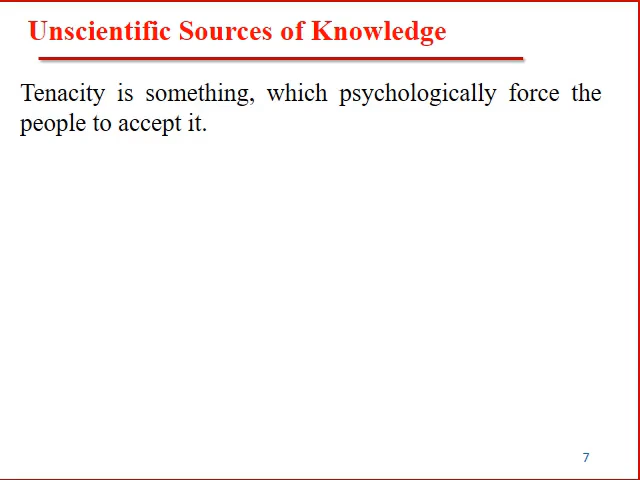 Unscientific Sources of Knowledge
Tenacity is something, which psychologically force the
people to accept it.
7